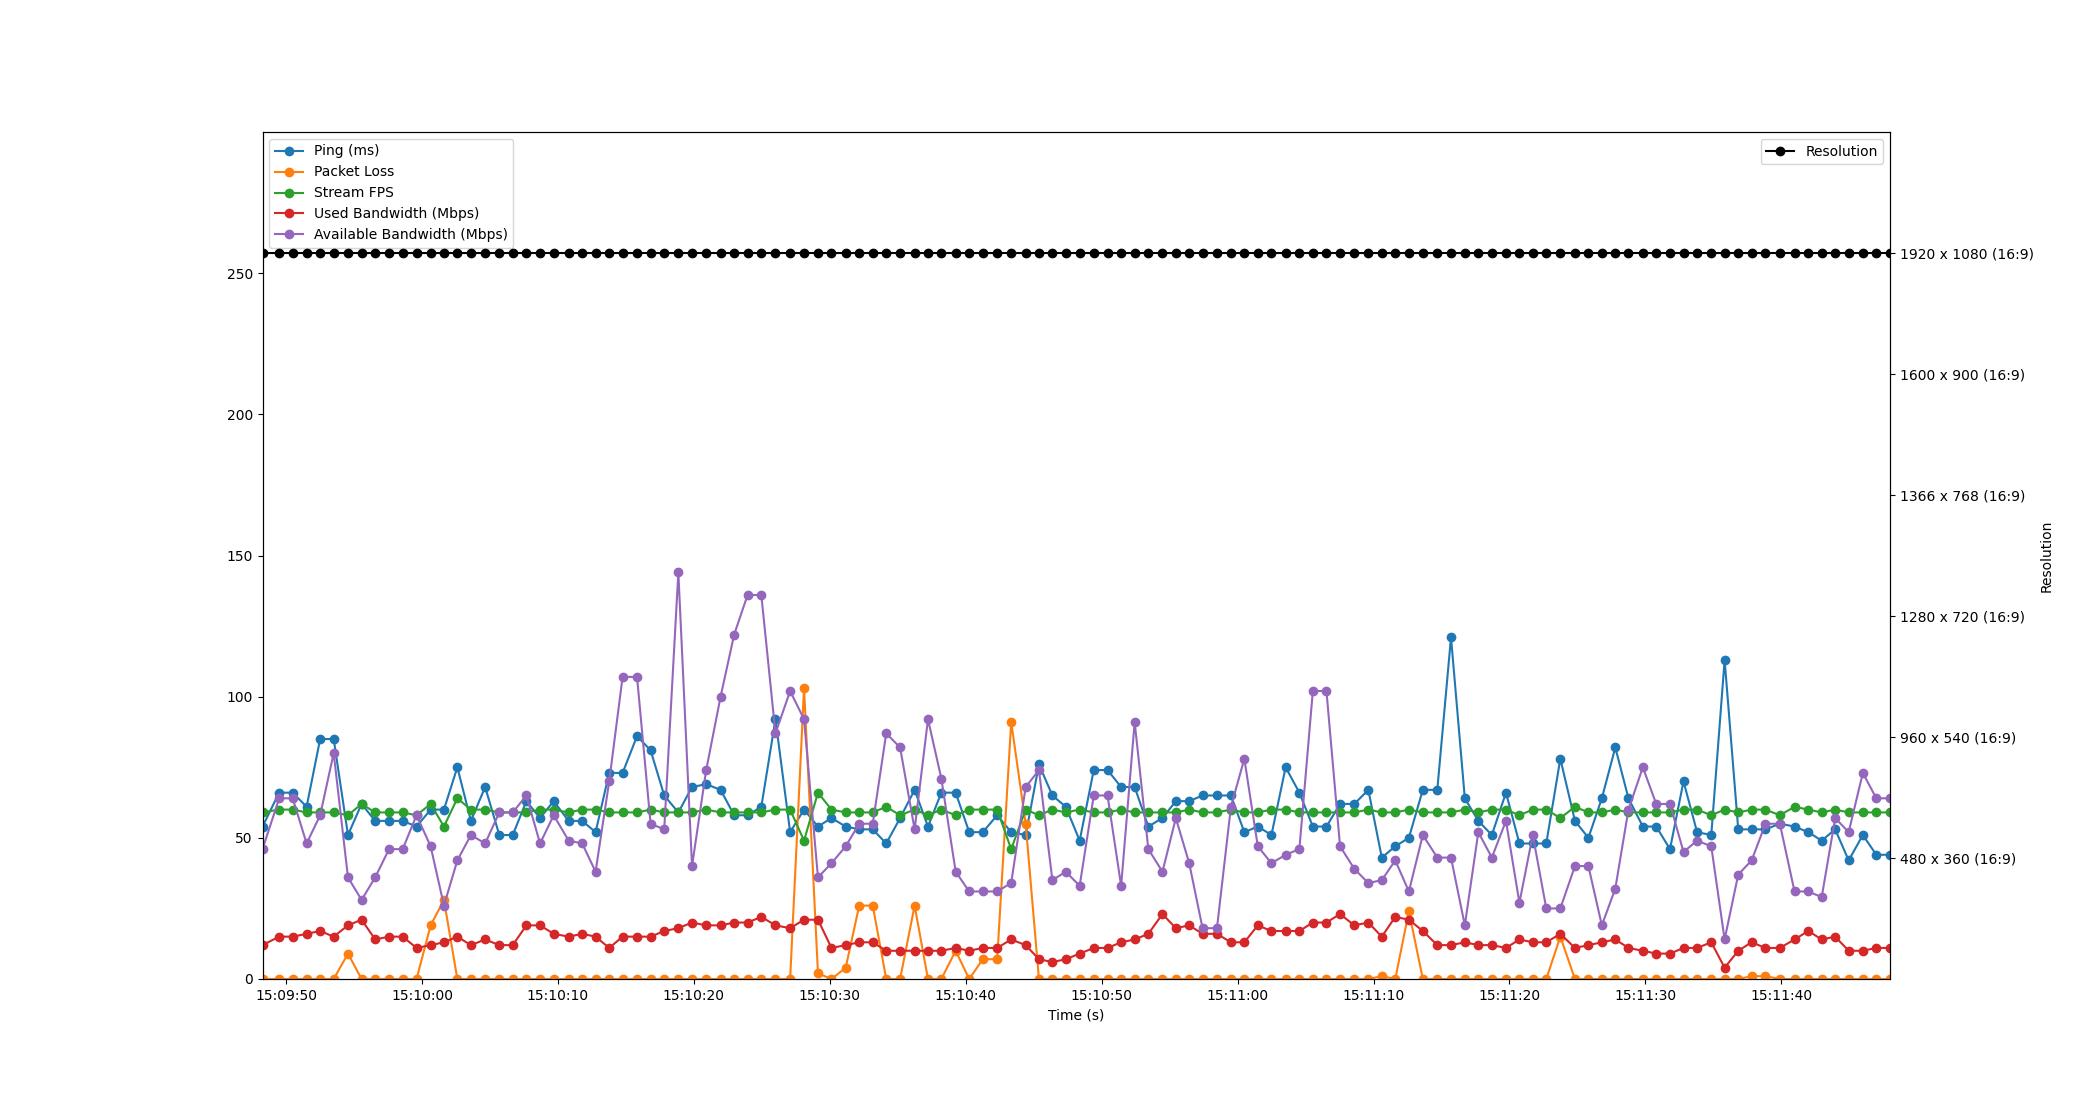 Ping (ms)
Packet Loss
Stream FPS
Used Bandwidth (Mbps)
Available Bandwidth (Mbps)
Resolution
250
200
150
100
50
0
1920 x 1080 (16:9)
1600 x 900 (16:9)
1366 x 768 (16:9)
1280 x 720 (16:9)
960 x 540 (16:9)
480 x 360 (16:9)
Resolution
15:09:50
15:10:00
15:10:10
15:10:20
15:10:30
15:10:40
15:10:50
15:11:00
15:11:10
15:11:20
15:11:30
15:11:40
Time (s)